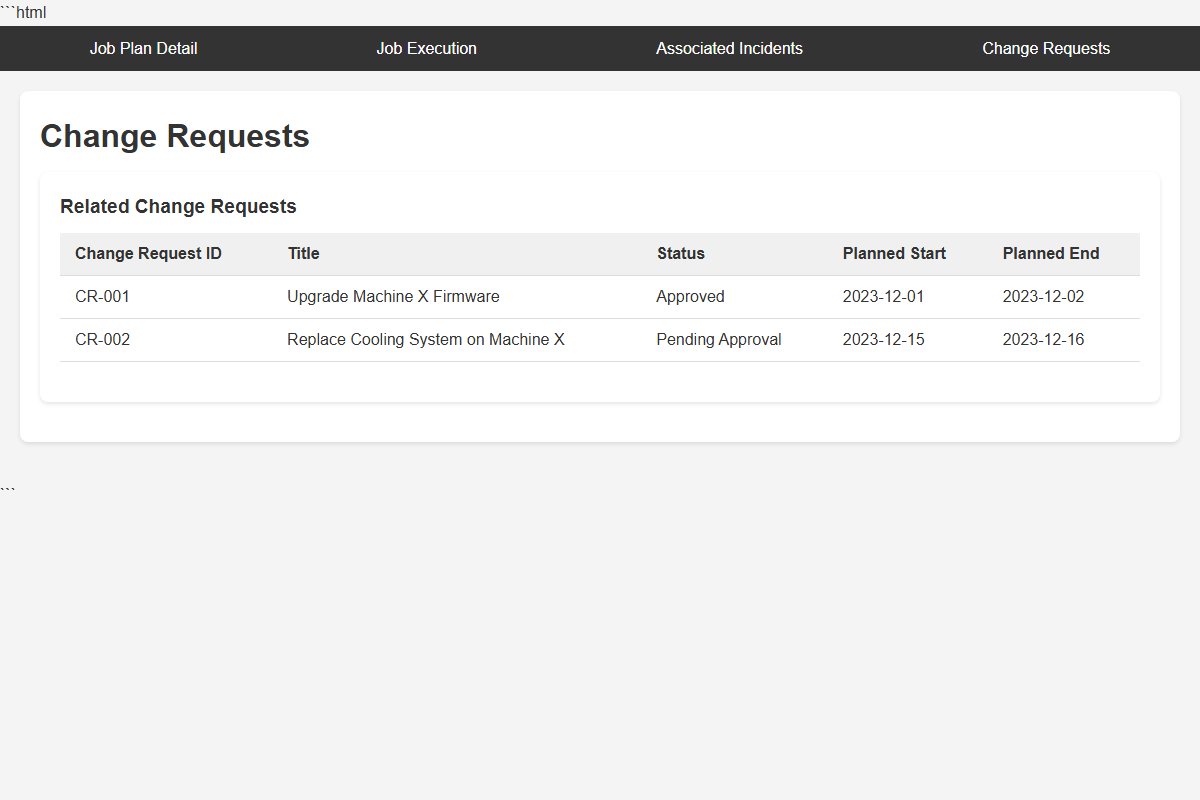 ```html
Job Plan Detail Job Execution Associated Incidents Change Requests
Change Requests
Related Change Requests
Change Request ID Title Status Planned Start Planned End
CR-001 Upgrade Machine X Firmware Approved 2023-12-01 2023-12-02
CR-002 Replace Cooling System on Machine X Pending Approval 2023-12-15 2023-12-16
```